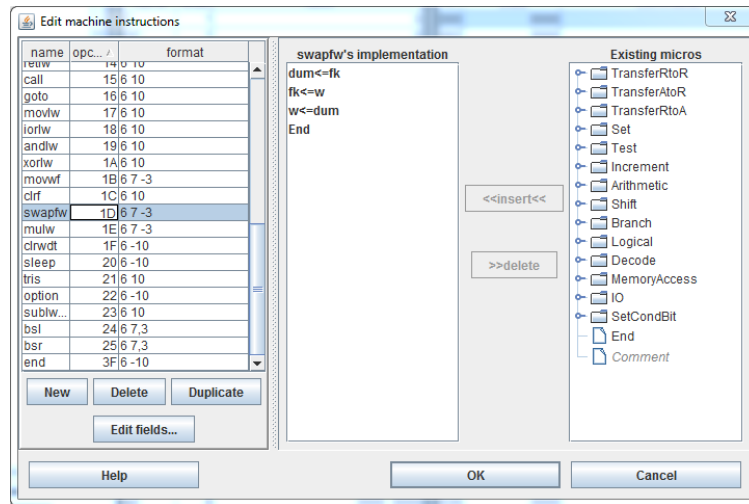 Edit machine instructions
name opc... format
retlw 14 6 10
call 15 6 10
goto 16 6 10
movlw 17 6 10
iorlw 18 6 10
andlw 19 6 10
xorlw 1A 6 10
movwf 1B 6 7 -3
clrf 1C 6 10
swapfw 1D 6 7 -3
mulw 1E 6 7 -3
clrwdt 1F 6 -10
sleep 20 6 -10
tris 21 6 10
option 22 6 -10
sublw... 23 6 10
bsl 24 6 7,3
bsr 25 6 7,3
end 3F 6 -10
New Delete Duplicate
Edit fields...
swapfw's implementation
dum<=fk
fk<=w
w<=dum
End
<<insert<<
>>delete
Existing micros
TransferRtoR
TransferAtoR
TransferRtoA
Set
Test
Increment
Arithmetic
Shift
Branch
Logical
Decode
MemoryAccess
IO
SetCondBit
End
Comment
Help OK Cancel